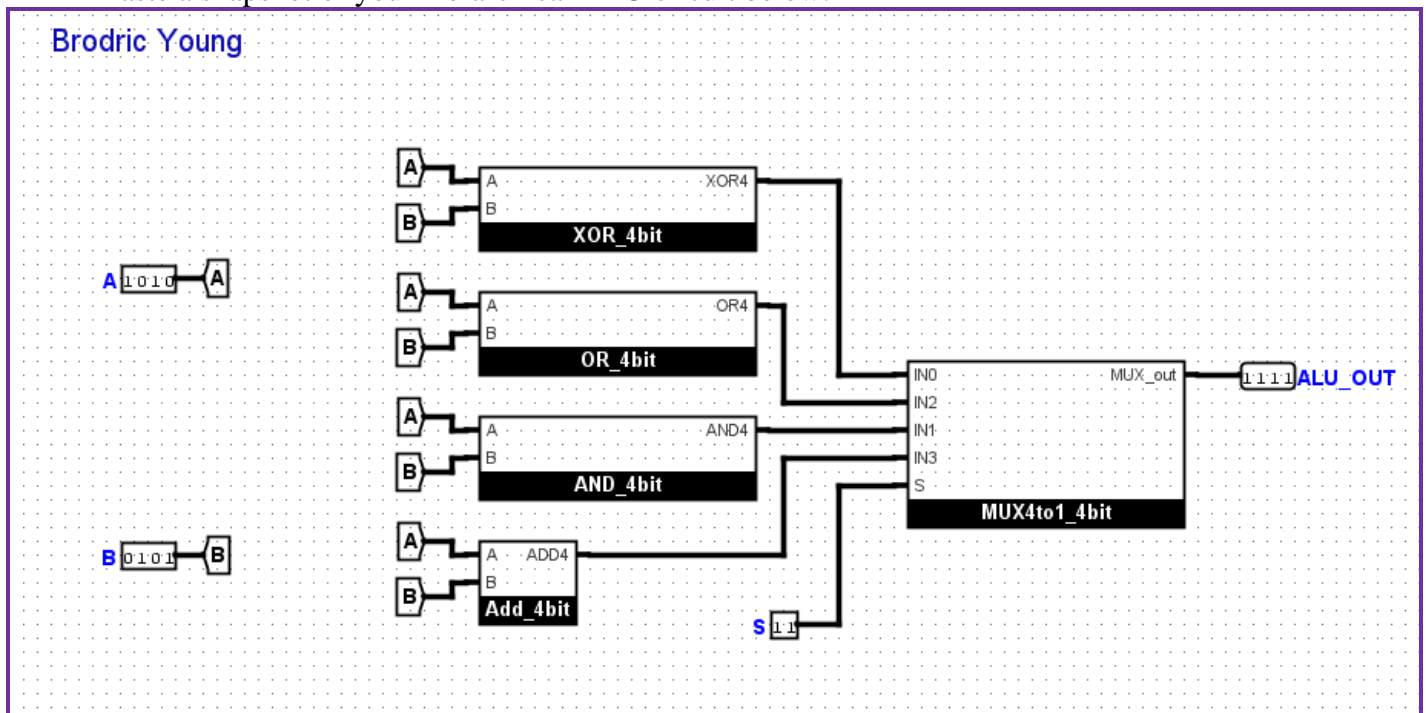 Brodric Young
A
A XOR4
B
B
XOR_4bit
A 1010 A
A
A OR4
B
B
OR_4bit
IN0 MUX_out 1111 ALU_OUT
IN2
A
A AND4 IN1
B
B IN3
AND_4bit
S
MUX4to1_4bit
A
B 0101 B
A ADD4
B
B
Add_4bit
S 11